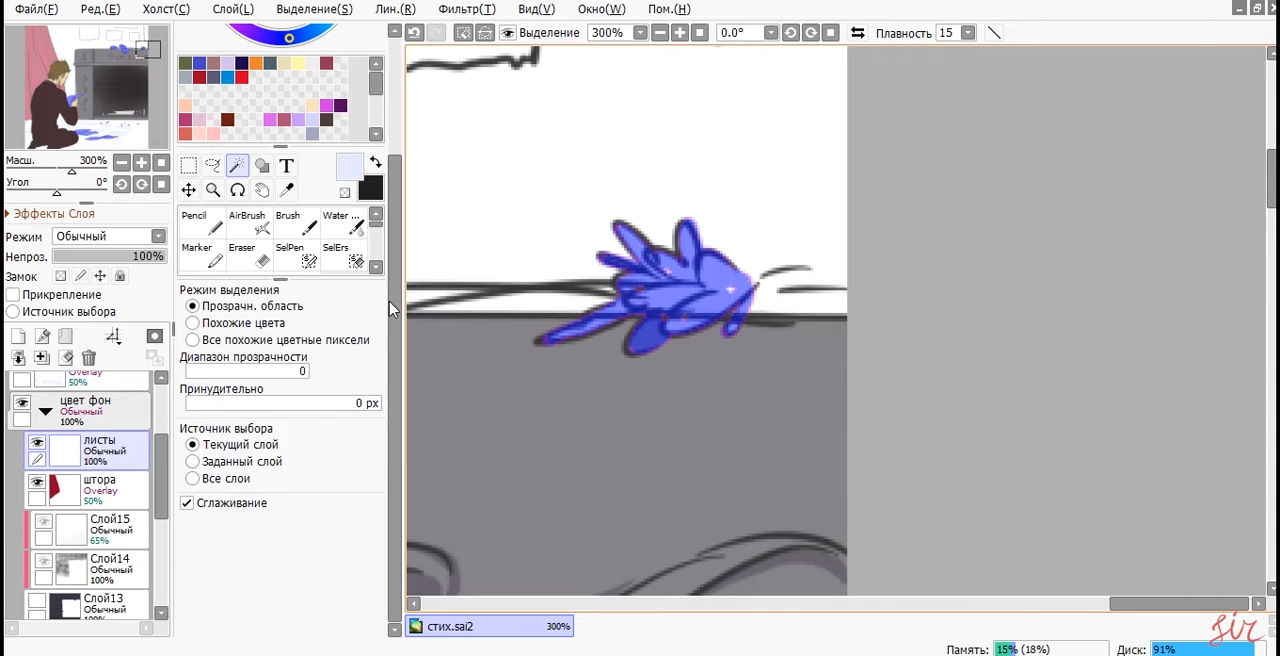 Файл(F) Ред.(E) Холст(C) Слой(L) Выделение(S) Лин.(R) Фильтр(T) Вид(V) Окно(W) Пом.(H)
Выделение 300% 0.0° Плавность 15
Масш. 300%
Угол 0°
Эффекты Слоя
Режим Обычный
Непроз. 100%
Замок
Прикрепление
Источник выбора
Overlay
50%
цвет фон
Обычный
100%
листы
Обычный
100%
штора
Overlay
50%
Слой15
Обычный
65%
Слой14
Обычный
100%
Слой13
Обычный
T
Pencil AirBrush Brush Water ...
Marker Eraser SelPen SelErs
Режим выделения
Прозрачн. область
Похожие цвета
Все похожие цветные пиксели
Диапазон прозрачности
0
Принудительно
0 px
Источник выбора
Текущий слой
Заданный слой
Все слои
Сглаживание
стих.sai2 300%
sir
Память: 15% (18%) Диск: 91%